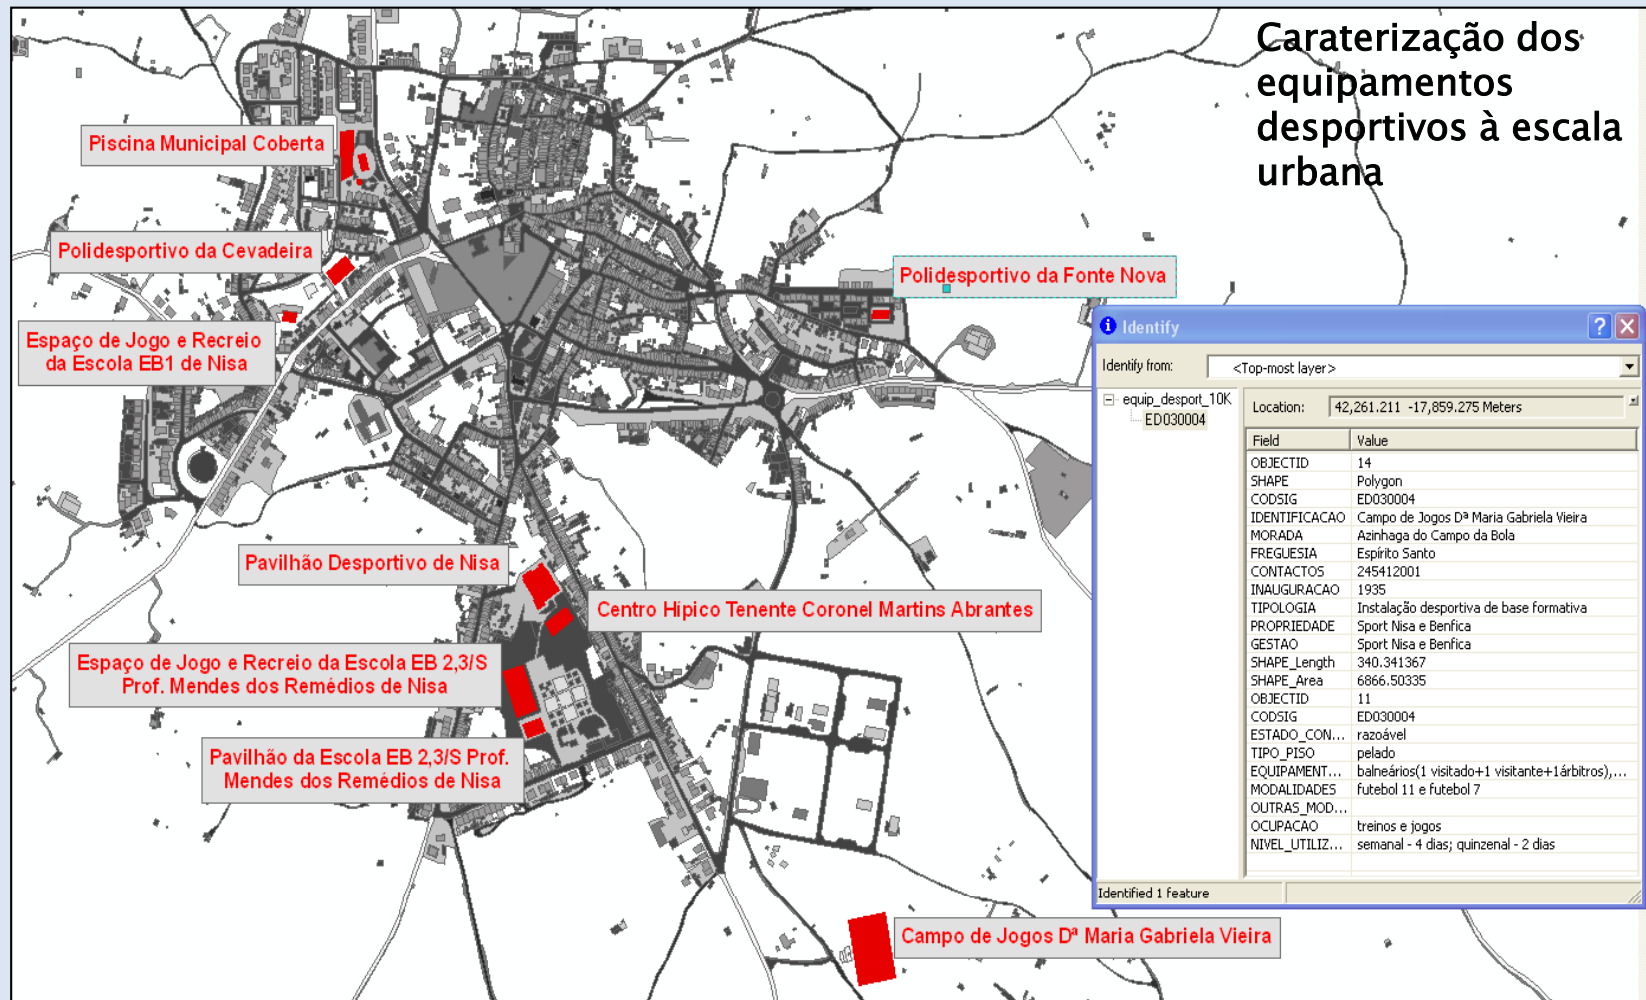 Caraterização dos
equipamentos
desportivos à escala
urbana
Piscina Municipal Coberta
Polidesportivo da Cevadeira
Espaço de Jogo e Recreio
da Escola EB1 de Nisa
Polidesportivo da Fonte Nova
Pavilhão Desportivo de Nisa
Centro Hípico Tenente Coronel Martins Abrantes
Espaço de Jogo e Recreio da Escola EB 2,3/S
Prof. Mendes dos Remédios de Nisa
Pavilhão da Escola EB 2,3/S Prof.
Mendes dos Remédios de Nisa
Campo de Jogos Dª Maria Gabriela Vieira
Identify
Identify from: <Top-most layer>
equip_desport_10K
ED030004
Location: 42,261.211 -17,859.275 Meters
Field Value
OBJECTID 14
SHAPE Polygon
CODSIG ED030004
IDENTIFICACAO Campo de Jogos Dª Maria Gabriela Vieira
MORADA Azinhaga do Campo da Bola
FREGUESIA Espírito Santo
CONTACTOS 245412001
INAUGURACAO 1935
TIPOLOGIA Instalação desportiva de base formativa
PROPRIEDADE Sport Nisa e Benfica
GESTAO Sport Nisa e Benfica
SHAPE_Length 340.341367
SHAPE_Area 6866.50335
OBJECTID 11
CODSIG ED030004
ESTADO_CON... razoável
TIPO_PISO pelado
EQUIPAMENT... balneários(1 visitado+1 visitante+1árbitros),...
MODALIDADES futebol 11 e futebol 7
OUTRAS_MOD...
OCUPACAO treinos e jogos
NIVEL_UTILIZ... semanal - 4 dias; quinzenal - 2 dias
Identified 1 feature